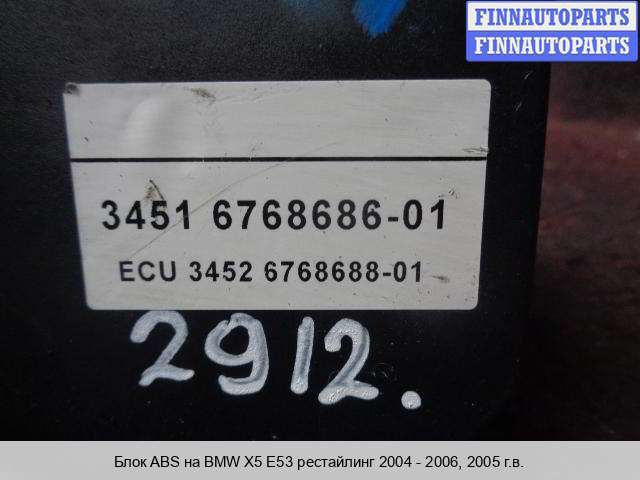 FINNAUTOPARTS
FINNAUTOPARTS
3451 6768686-01
ECU 3452 6768688-01
2912.
Блок ABS на BMW X5 E53 рестайлинг 2004 - 2006, 2005 г.в.